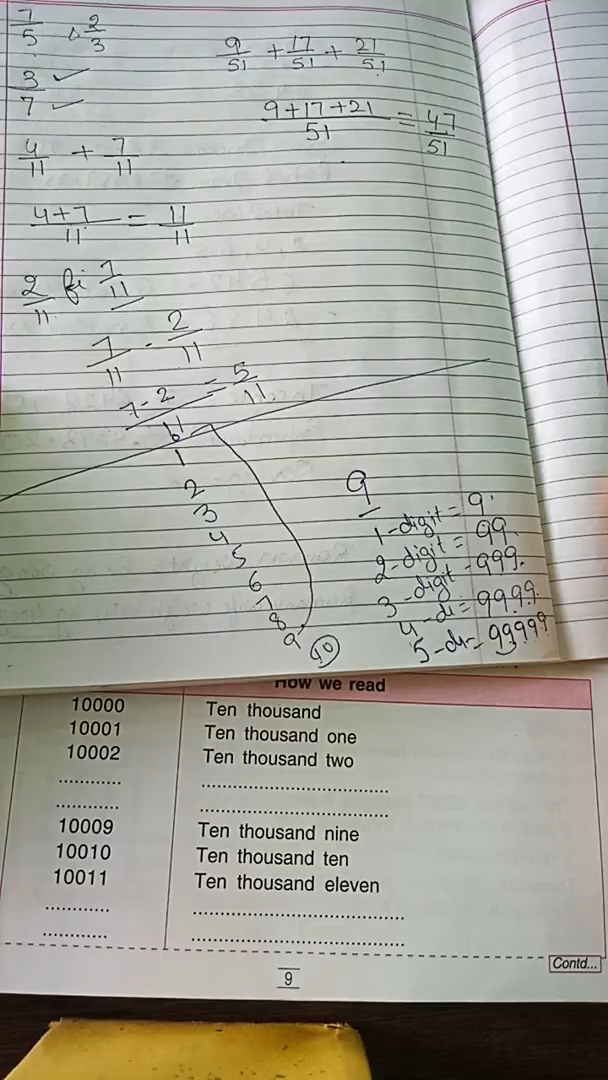 7/5 , 2/3
3/7 ✓ ✓
4/11 + 7/11
4+7/11 = 11/11
2/11 7/11
7/11 - 2/11
7-2/11 = 5/11
1
2
3
4
5
6
7
8
9
10
9/51 + 17/51 + 21/51
9+17+21/51 = 47/51
9
1-digit = 9
2-digit = 99
3-digit - 999.
4-di = 9999
5-di- 99999
How we read
10000 Ten thousand
10001 Ten thousand one
10002 Ten thousand two
............ ......................................
............ ......................................
10009 Ten thousand nine
10010 Ten thousand ten
10011 Ten thousand eleven
............ ...........................................
............ ...........................................
Contd...
9